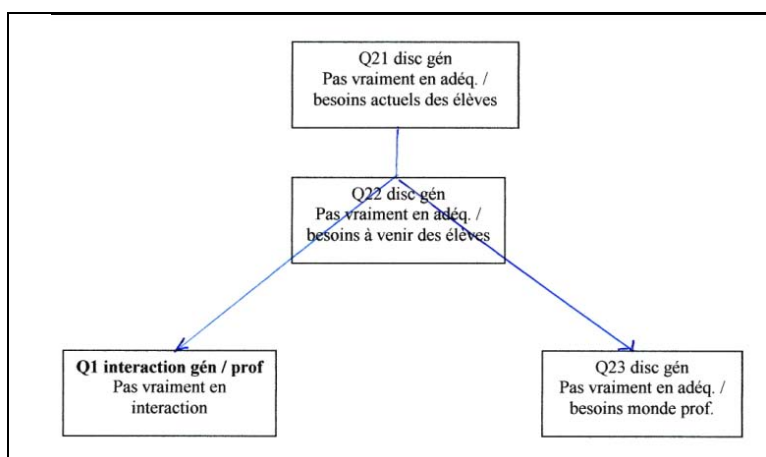 Q21 disc gén
Pas vraiment en adéq. /
besoins actuels des élèves
Q22 disc gén
Pas vraiment en adéq. /
besoins à venir des élèves
Q1 interaction gén / prof
Pas vraiment en
interaction
Q23 disc gén
Pas vraiment en adéq. /
besoins monde prof.